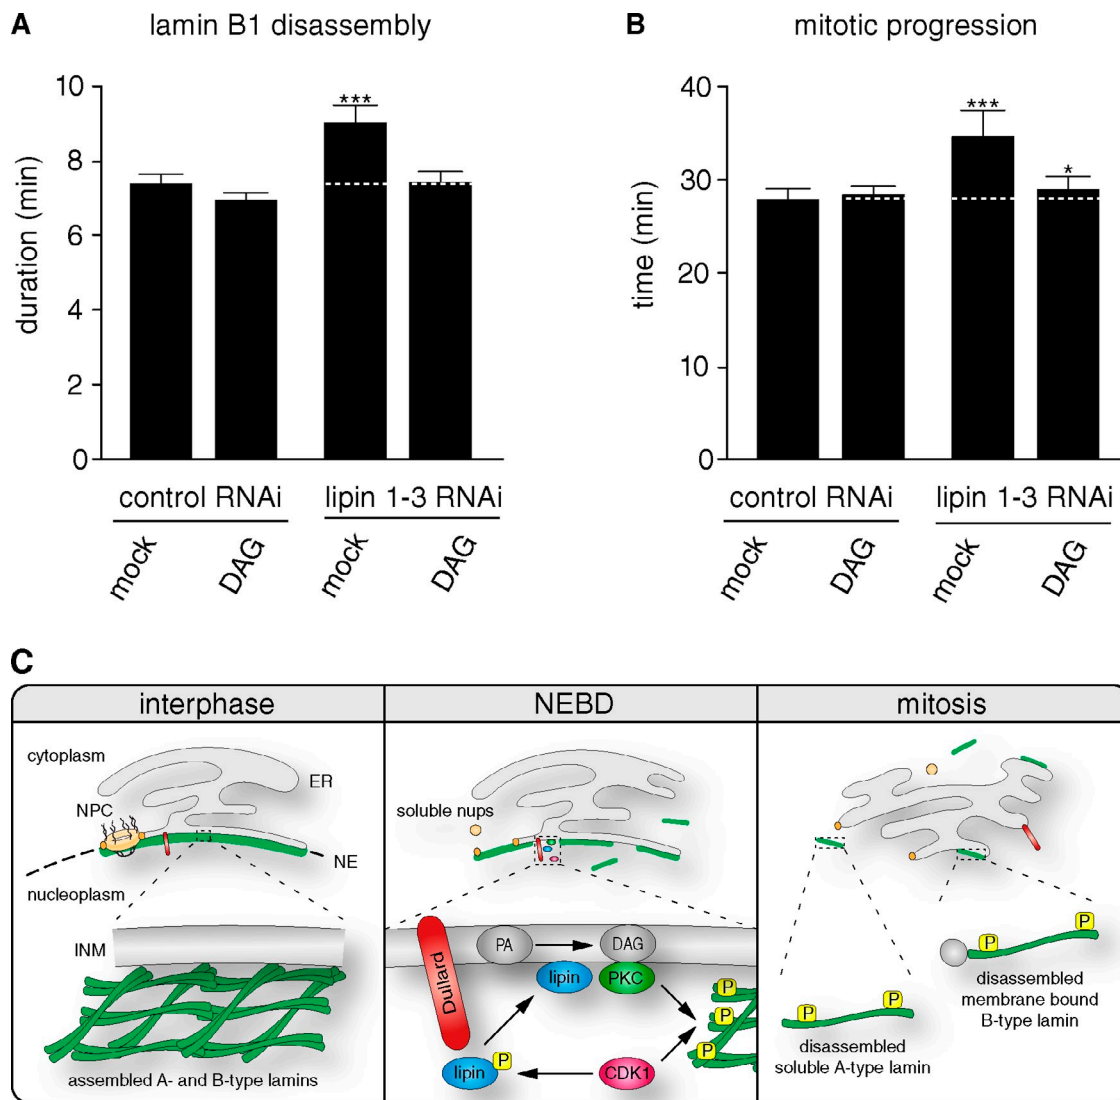 A lamin B1 disassembly
duration (min)
10
8
6
4
2
0
***
control RNAi lipin 1-3 RNAi
mock DAG mock DAG
B mitotic progression
time (min)
40
30
20
10
0
***
*
control RNAi lipin 1-3 RNAi
mock DAG mock DAG
C
interphase
cytoplasm
ER
NPC
NE
nucleoplasm
INM
assembled A- and B-type lamins
NEBD
soluble nups
Dullard
PA
DAG
lipin
PKC
P
P
P
lipin
P
CDK1
mitosis
P
P
disassembled
soluble A-type lamin
P
P
disassembled
membrane bound
B-type lamin